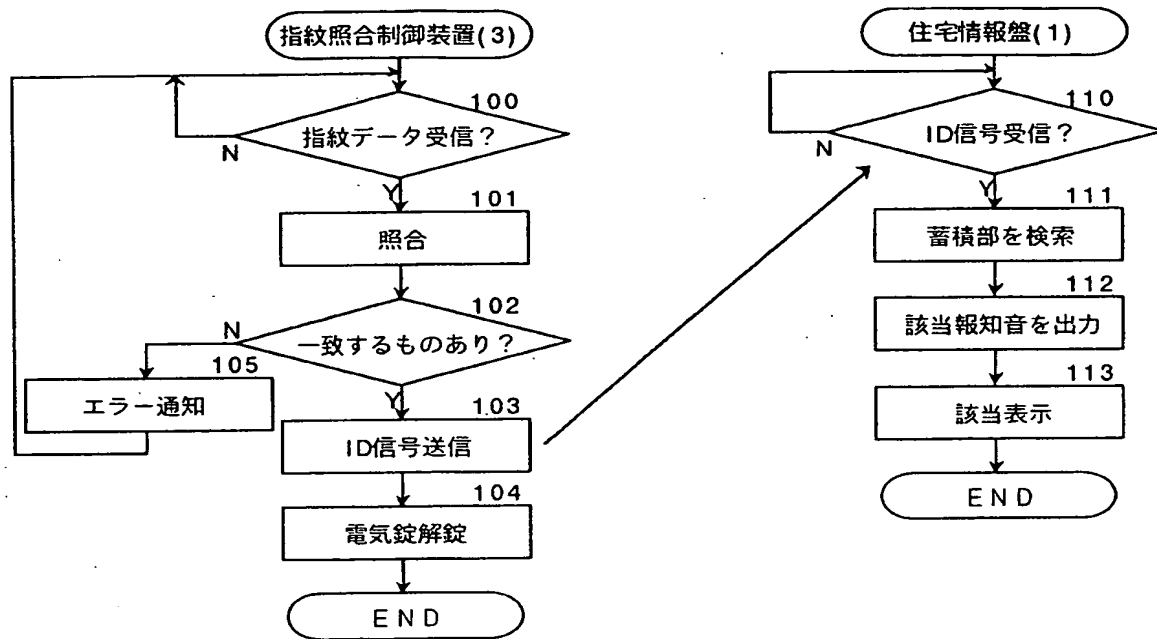 指紋照合制御装置(3)
100
指紋データ受信?
N
Y
101
照合
102
一致するものあり?
N
105
エラー通知
Y
103
ID信号送信
104
電気錠解錠
END
住宅情報盤(1)
110
ID信号受信?
N
Y
111
蓄積部を検索
112
該当報知音を出力
113
該当表示
END